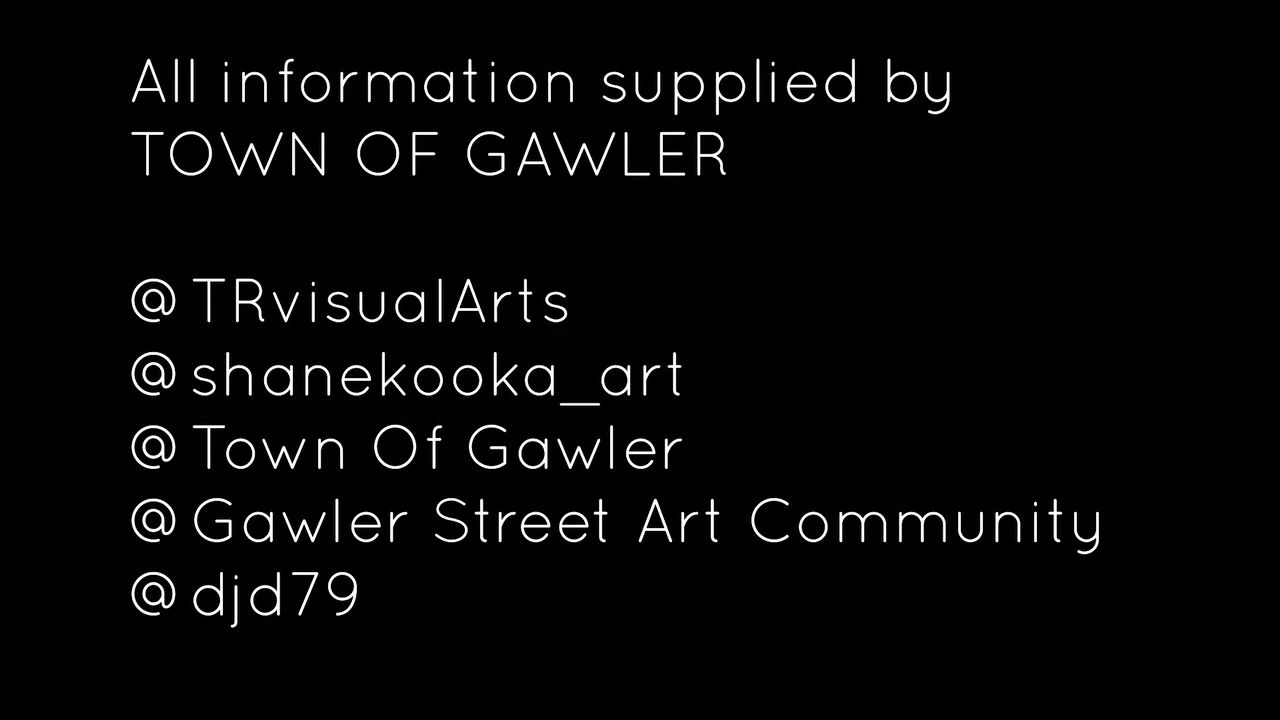 All information supplied by
TOWN OF GAWLER
@TRvisualArts
@shanekooka_art
@Town Of Gawler
@Gawler Street Art Community
@djd79